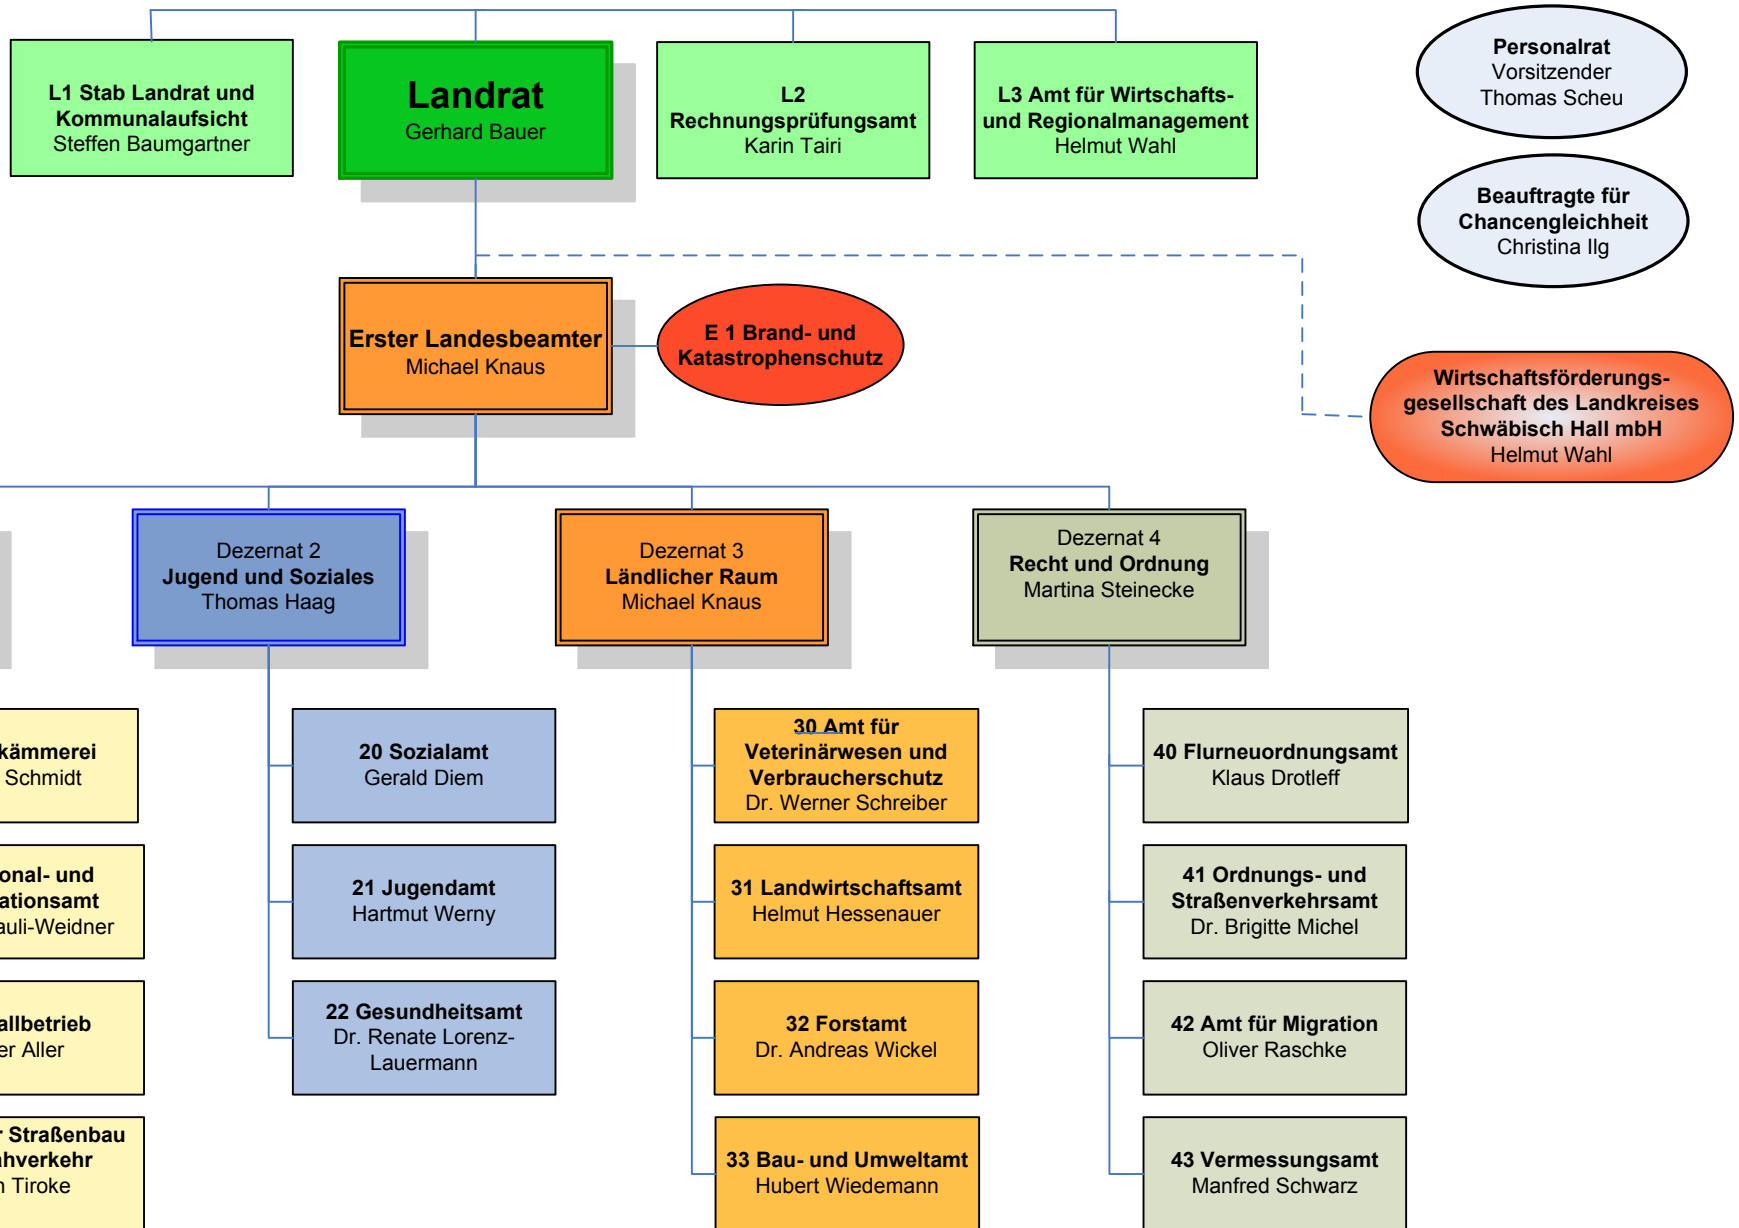 L1 Stab Landrat und
Kommunalaufsicht
Steffen Baumgartner
Landrat
Gerhard Bauer
L2
Rechnungsprüfungsamt
Karin Tairi
L3 Amt für Wirtschafts-
und Regionalmanagement
Helmut Wahl
Personalrat
Vorsitzender
Thomas Scheu
Beauftragte für
Chancengleichheit
Christina Ilg
Erster Landesbeamter
Michael Knaus
E 1 Brand- und
Katastrophenschutz
Wirtschaftsförderungs-
gesellschaft des Landkreises
Schwäbisch Hall mbH
Helmut Wahl
Dezernat 2
Jugend und Soziales
Thomas Haag
Dezernat 3
Ländlicher Raum
Michael Knaus
Dezernat 4
Recht und Ordnung
Martina Steinecke
kämmerei
Schmidt
onal- und
ationsamt
auli-Weidner
allbetrieb
er Aller
r Straßenbau
ahverkehr
n Tiroke
20 Sozialamt
Gerald Diem
21 Jugendamt
Hartmut Werny
22 Gesundheitsamt
Dr. Renate Lorenz-
Lauermann
30 Amt für
Veterinärwesen und
Verbraucherschutz
Dr. Werner Schreiber
31 Landwirtschaftsamt
Helmut Hessenauer
32 Forstamt
Dr. Andreas Wickel
33 Bau- und Umweltamt
Hubert Wiedemann
40 Flurneuordnungsamt
Klaus Drotleff
41 Ordnungs- und
Straßenverkehrsamt
Dr. Brigitte Michel
42 Amt für Migration
Oliver Raschke
43 Vermessungsamt
Manfred Schwarz